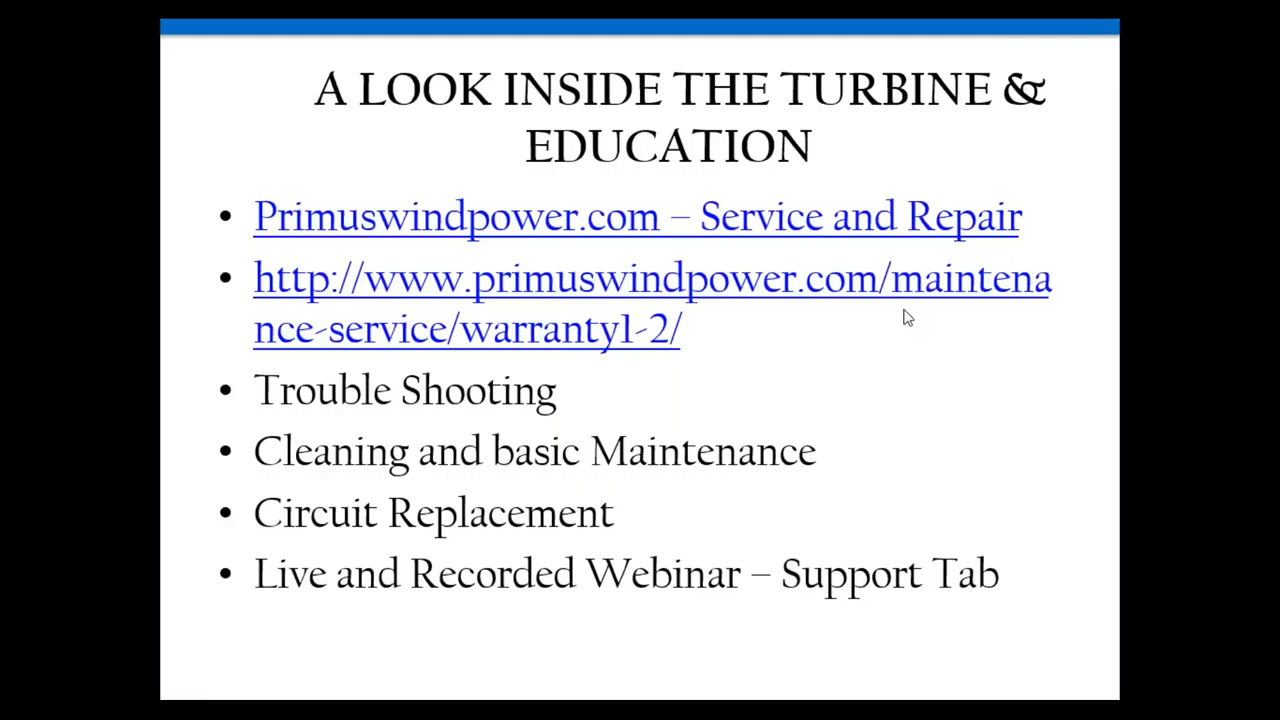 A LOOK INSIDE THE TURBINE &
EDUCATION
• Primuswindpower.com – Service and Repair
• http://www.primuswindpower.com/maintena
nce-service/warranty1-2/
• Trouble Shooting
• Cleaning and basic Maintenance
• Circuit Replacement
• Live and Recorded Webinar – Support Tab